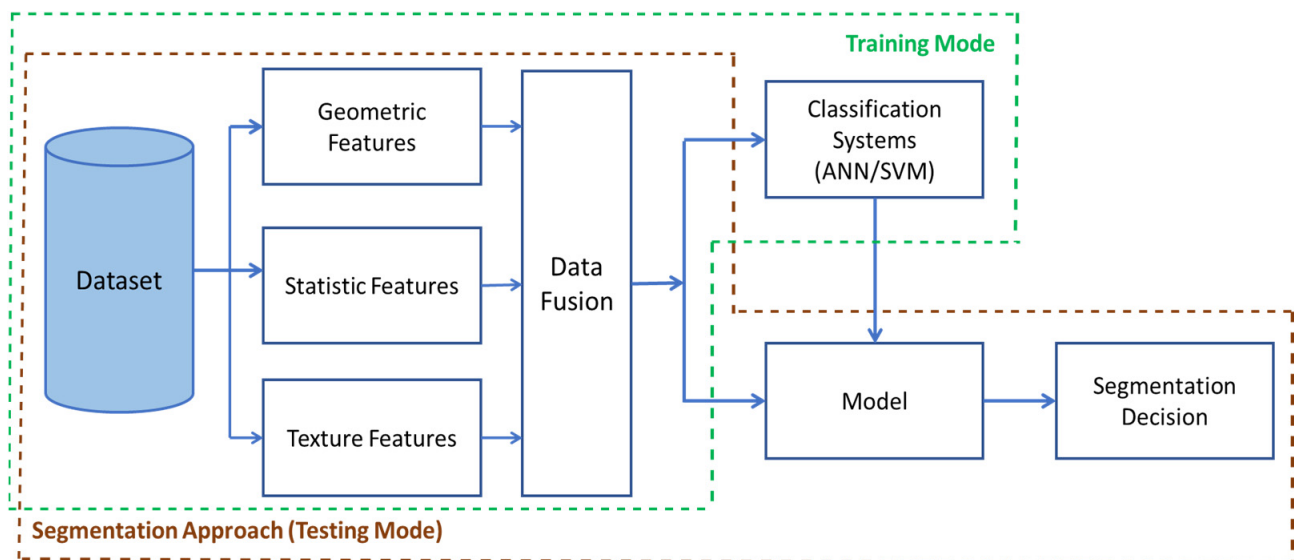 Training Mode
Geometric
Features
Classification
Systems
(ANN/SVM)
Dataset
Statistic Features
Data
Fusion
Texture Features
Model
Segmentation
Decision
Segmentation Approach (Testing Mode)